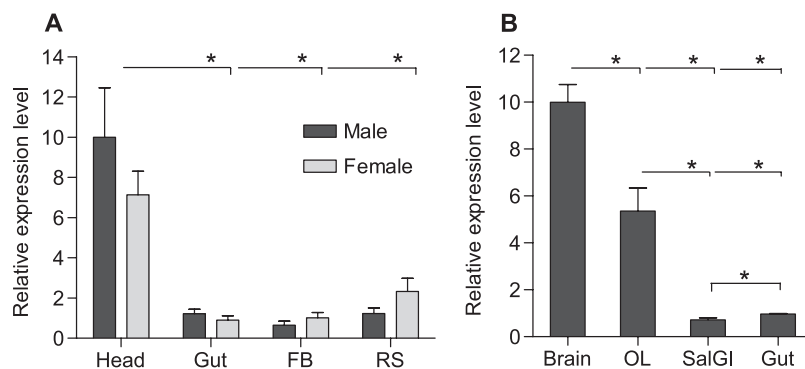 A
Relative expression level
14
12
10
8
6
4
2
0
* * *
Male
Female
Head Gut FB RS
B
Relative expression level
12
10
8
6
4
2
0
* * *
* *
*
Brain OL SalGl Gut